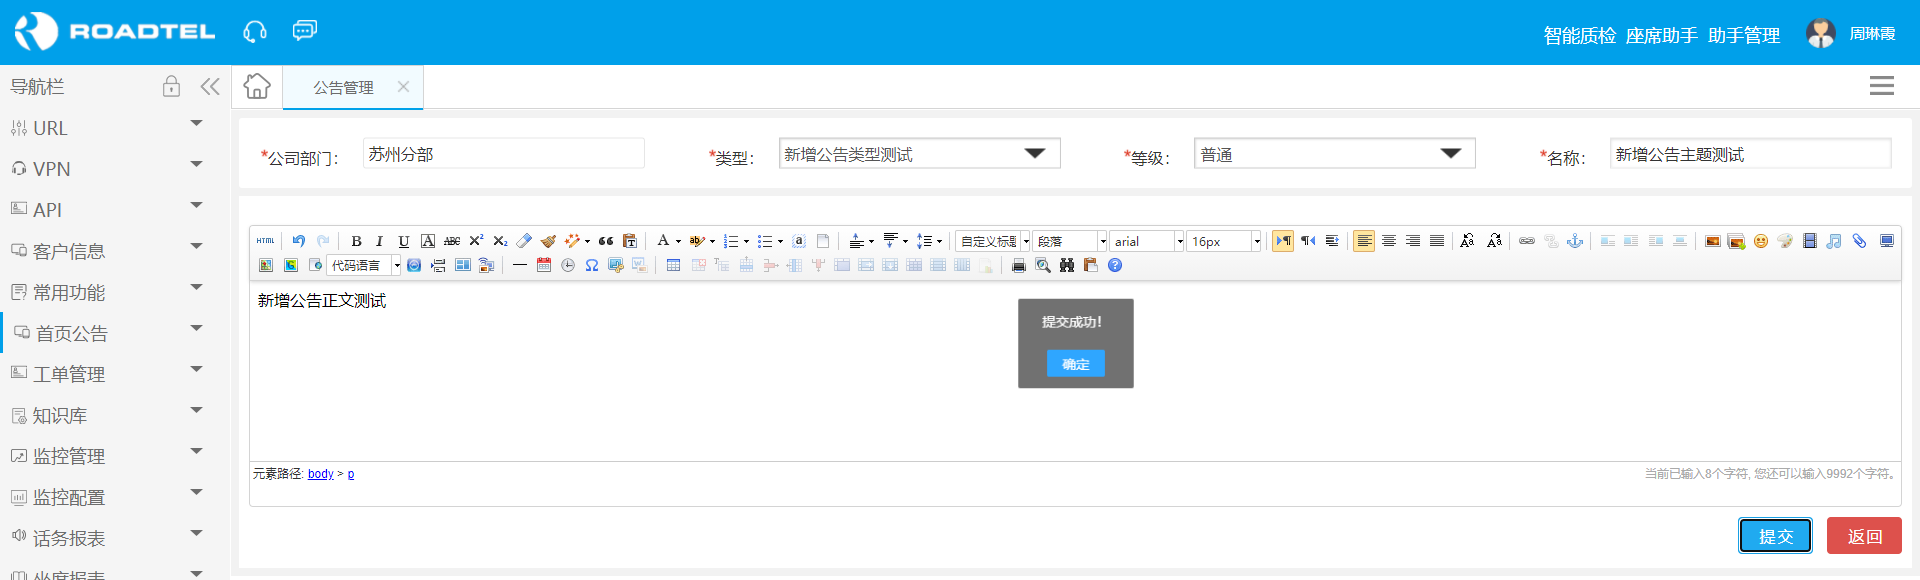 ROADTEL
智能质检 座席助手 助手管理 周琳霞
导航栏
公告管理
URL
VPN
API
客户信息
常用功能
首页公告
工单管理
知识库
监控管理
监控配置
话务报表
坐席报表
*公司部门： 苏州分部 *类型： 新增公告类型测试 *等级： 普通 *名称： 新增公告主题测试
HTML 自定义标题 段落 arial 16px
代码语言
新增公告正文测试
提交成功！
确定
元素路径: body > p
当前已输入8个字符, 您还可以输入9992个字符。
提交 返回